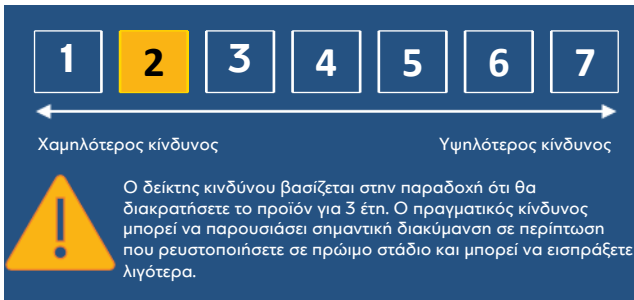 1 2 3 4 5 6 7
Χαμηλότερος κίνδυνος Υψηλότερος κίνδυνος
Ο δείκτης κινδύνου βασίζεται στην παραδοχή ότι θα
διακρατήσετε το προϊόν για 3 έτη. Ο πραγματικός κίνδυνος
μπορεί να παρουσιάσει σημαντική διακύμανση σε περίπτωση
που ρευστοποιήσετε σε πρώιμο στάδιο και μπορεί να εισπράξετε
λιγότερα.